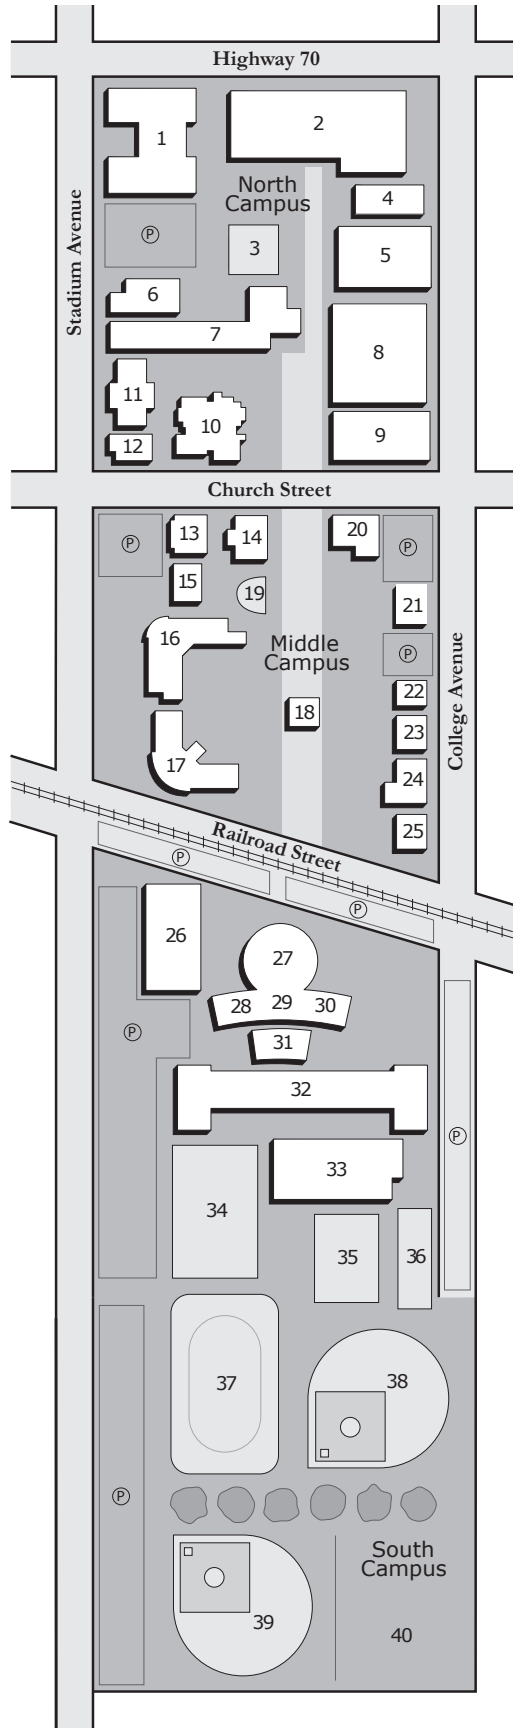 Highway 70
1
2
North
Campus
4
P
3
5
Stadium Avenue
6
7
8
11
10
9
12
Church Street
13
14
20
P
P
15
19
21
16
Middle
Campus
P
College Avenue
22
18
23
17
24
25
Railroad Street
P
P
26
27
28
29
30
P
31
32
P
33
34
35
36
37
38
P
South
Campus
39
40